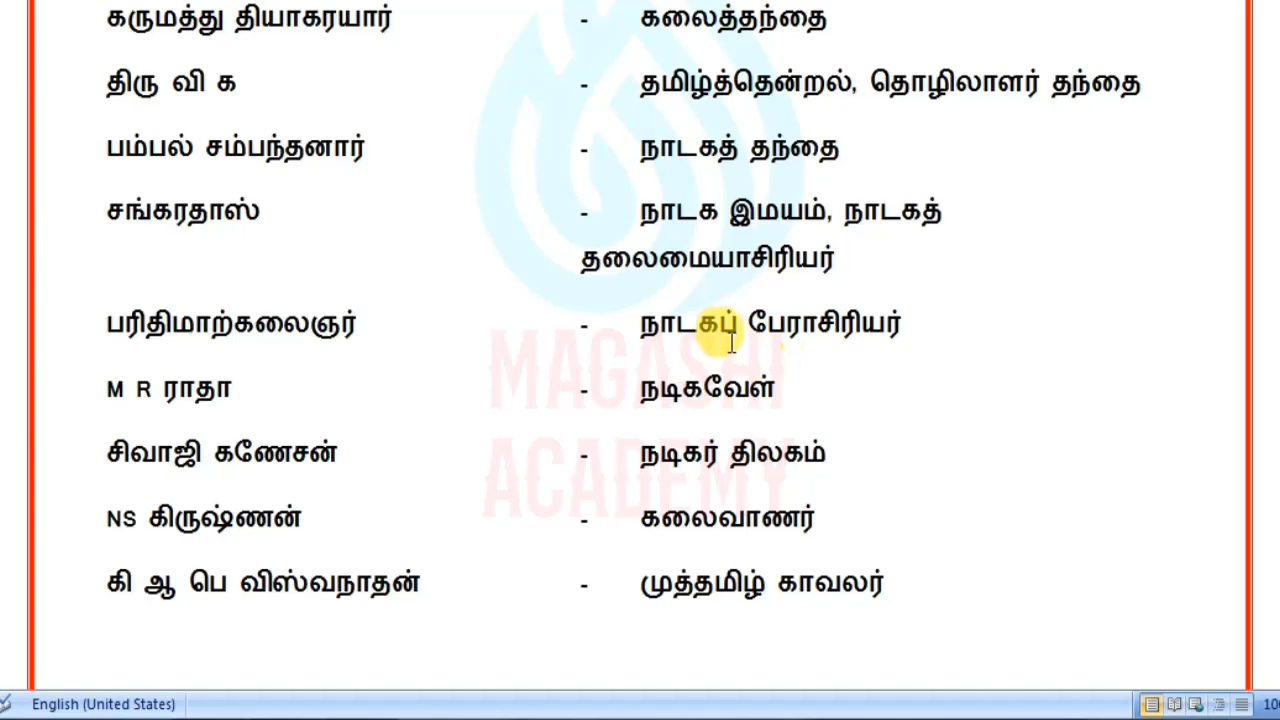 கருமத்து தியாகரயார் - கலைத்தந்தை
திரு வி க - தமிழ்த்தென்றல், தொழிலாளர் தந்தை
பம்பல் சம்பந்தனார் - நாடகத் தந்தை
சங்கரதாஸ் - நாடக இமயம், நாடகத்
தலைமையாசிரியர்
பரிதிமாற்கலைஞர் - நாடகப் பேராசிரியர்
M R ராதா - நடிகவேள்
சிவாஜி கணேசன் - நடிகர் திலகம்
NS கிருஷ்ணன் - கலைவாணர்
கி ஆ பெ விஸ்வநாதன் - முத்தமிழ் காவலர்
MAGASHI
ACADEMY
English (United States)